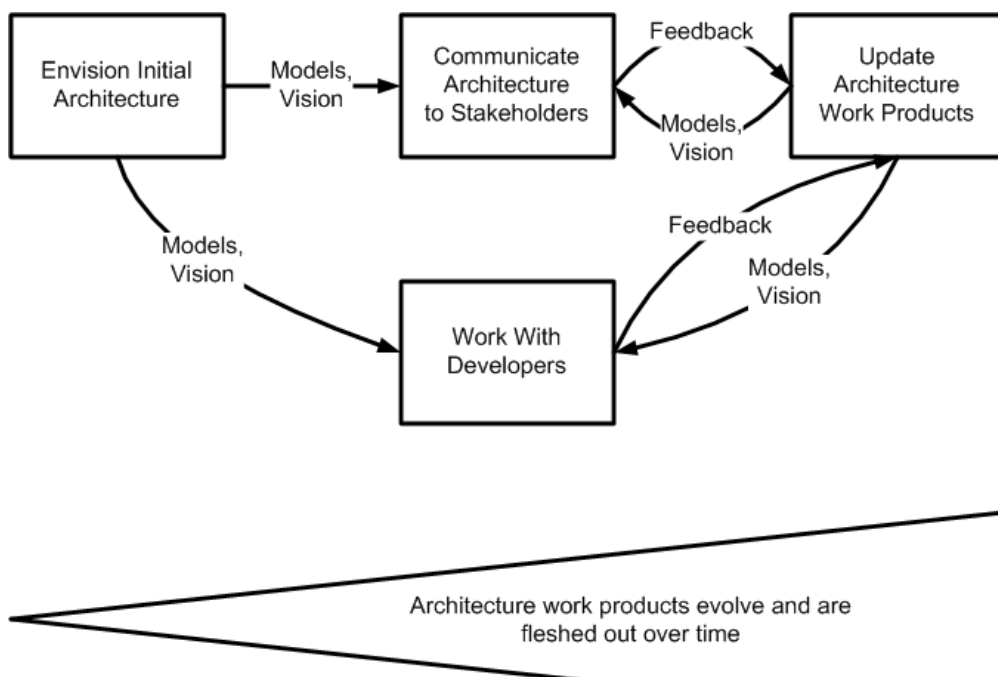 Envision Initial
Architecture
Models,
Vision
Communicate
Architecture
to Stakeholders
Feedback
Models,
Vision
Update
Architecture
Work Products
Models,
Vision
Feedback
Models,
Vision
Work With
Developers
Architecture work products evolve and are
fleshed out over time